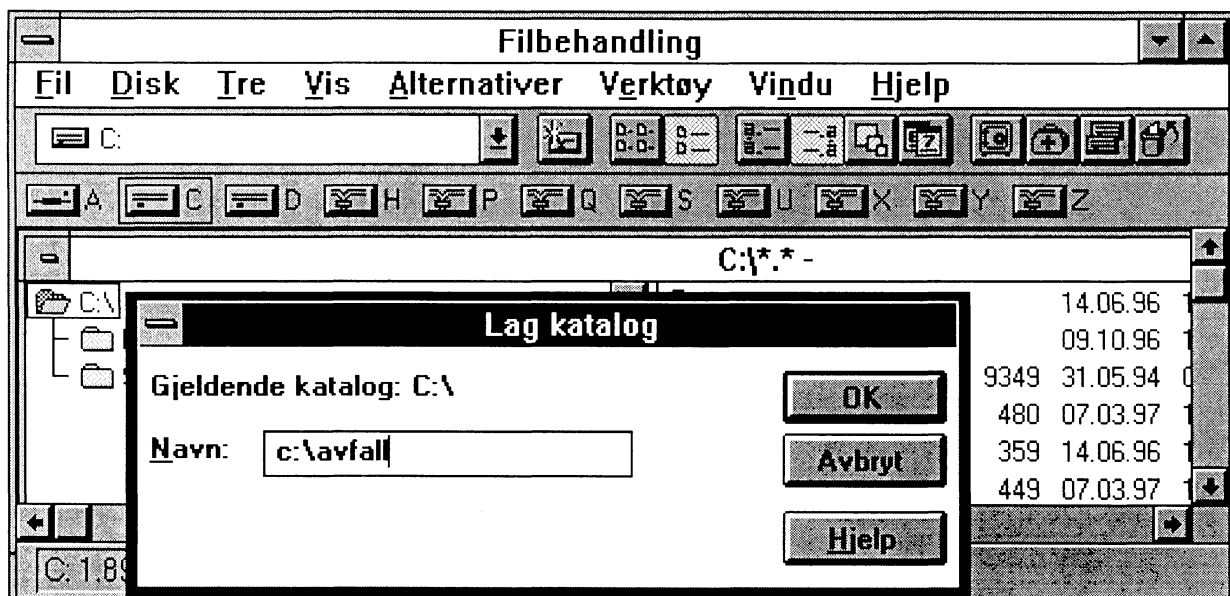 Filbehandling
Fil Disk Tre Vis Alternativer Verktøy Vindu Hjelp
C:
A C D H P Q S U X Y Z
C:\*.* -
C:\
14.06.96
09.10.96
9349 31.05.94
480 07.03.97
359 14.06.96
449 07.03.97
Lag katalog
Gjeldende katalog: C:\
OK
Navn: c:\avfall
Avbryt
Hjelp
C: 1.89